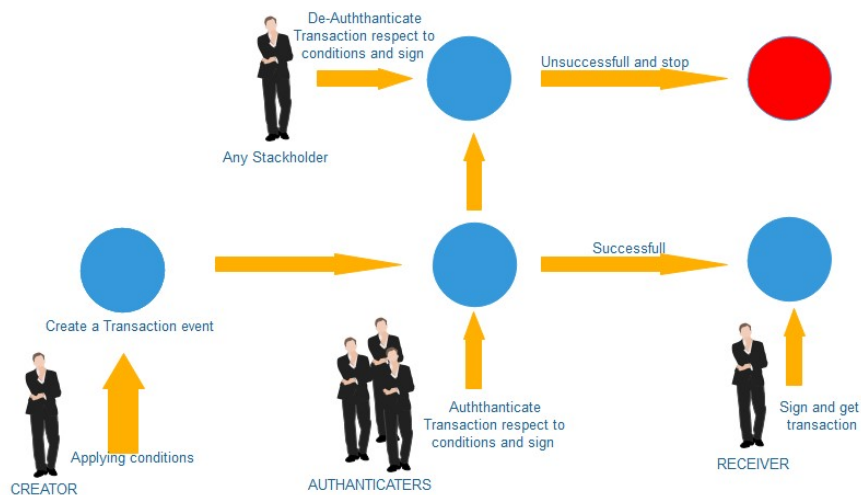 De-Auththanticate
Transaction respect to
conditions and sign
Unsuccessfull and stop
Any Stackholder
Successfull
Create a Transaction event
Auththanticate
Transaction respect to
conditions and sign
Sign and get
transaction
Applying conditions
CREATOR
AUTHANTICATERS
RECEIVER